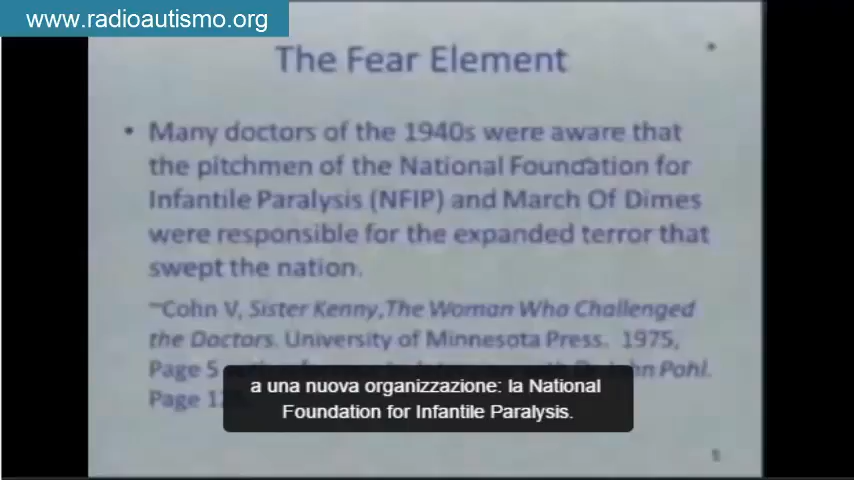 www.radioautismo.org
The Fear Element
• Many doctors of the 1940s were aware that
the pitchmen of the National Foundation for
Infantile Paralysis (NFIP) and March Of Dimes
were responsible for the expanded terror that
swept the nation.
~Cohn V, Sister Kenny,The Woman Who Challenged
the Doctors. University of Minnesota Press. 1975,
Page 5 John Pohl.
Page
a una nuova organizzazione: la National
Foundation for Infantile Paralysis.